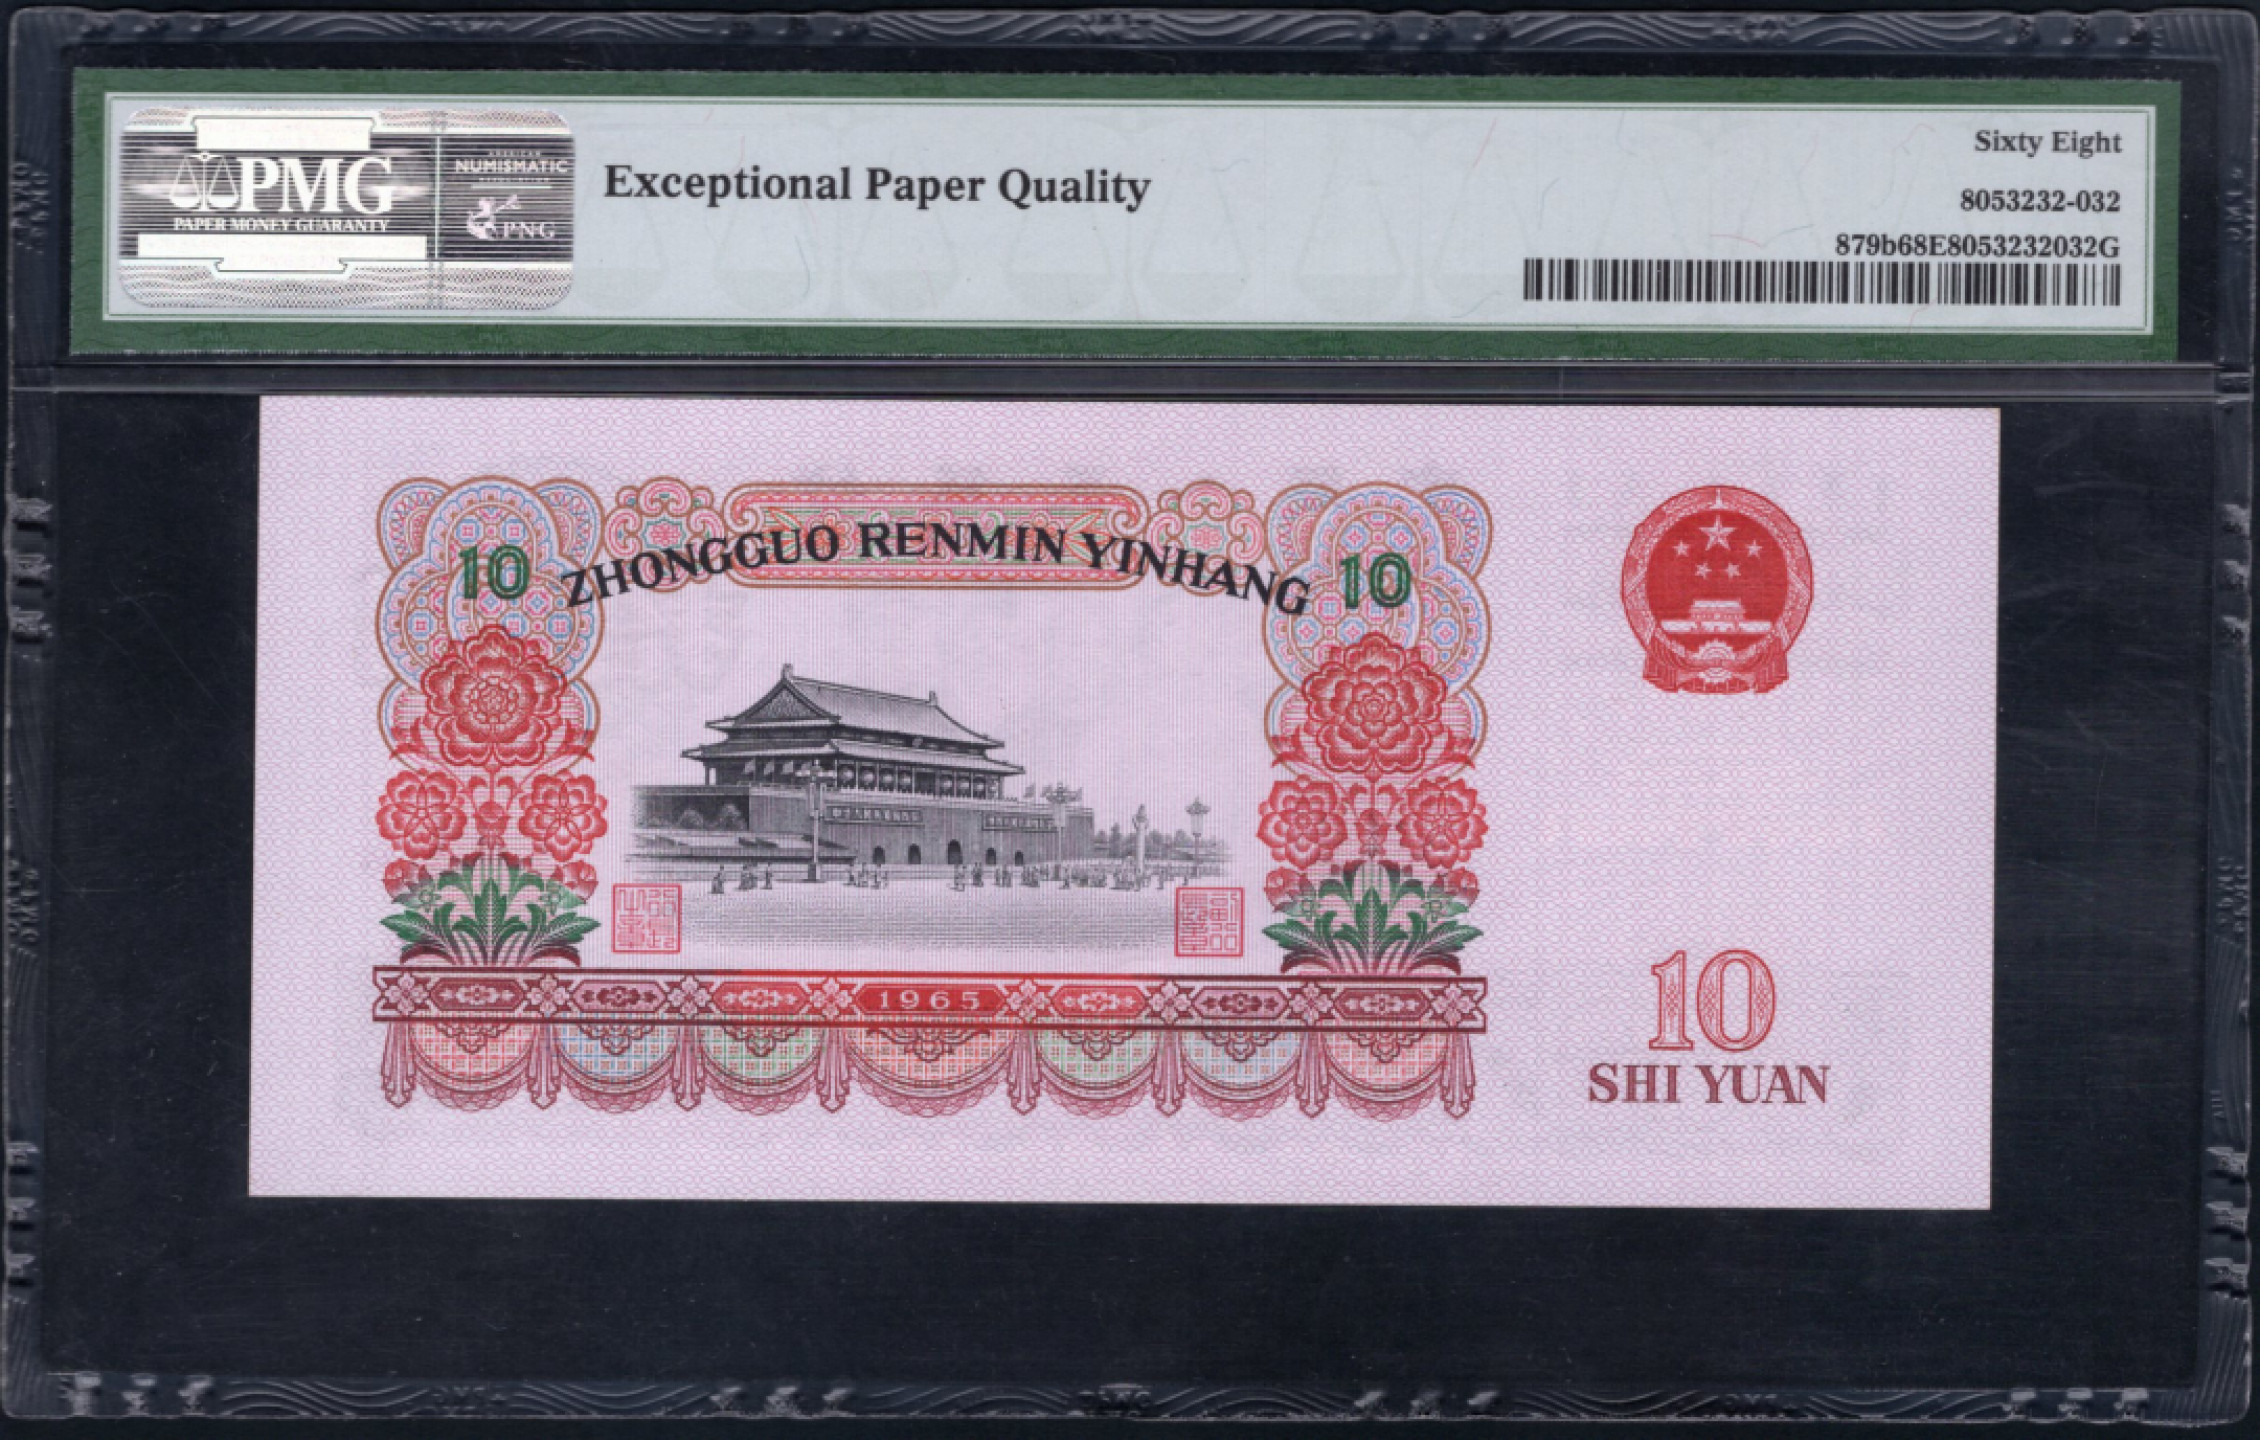 PMG
PAPER MONEY GUARANTY
AMERICAN
NUMISMATIC
PNG
Exceptional Paper Quality
Sixty Eight
8053232-032
879b68E8053232032G
10 ZHONGGUO RENMIN YINHANG 10
1965
10
SHI YUAN